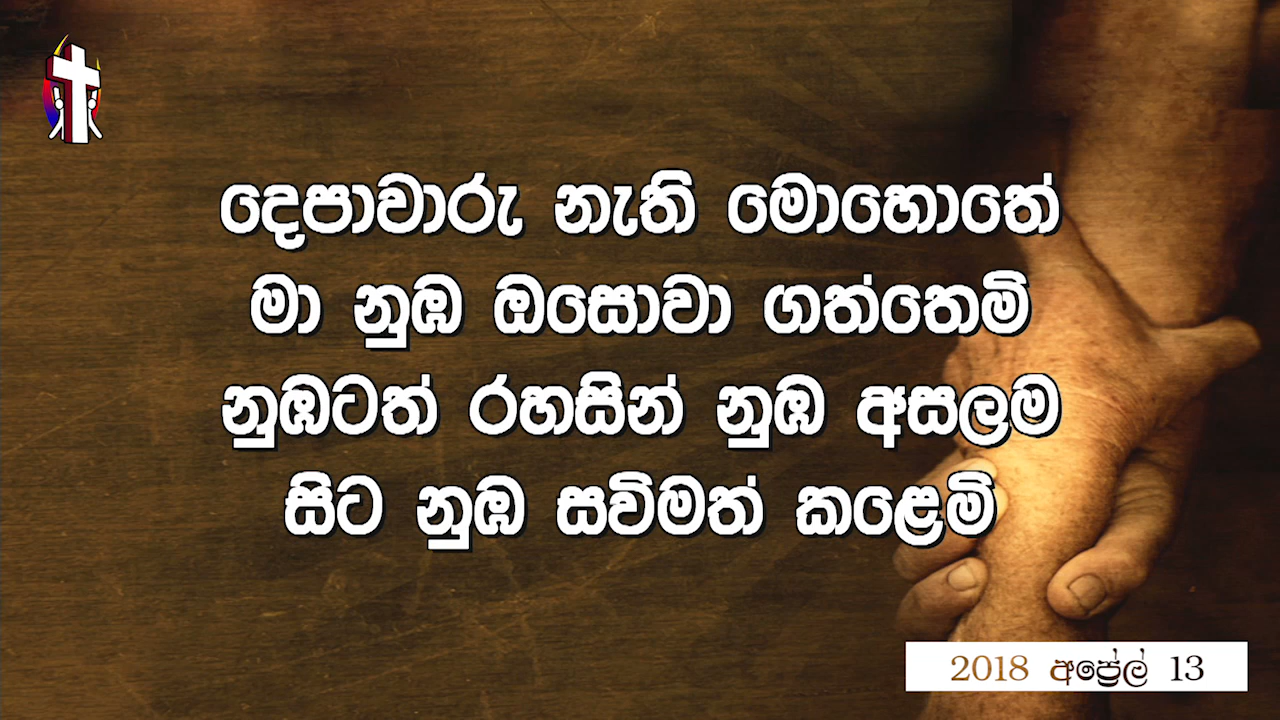 දෙපාවාරු නැති මොහොතේ
මා නුඹ ඔසොවා ගත්තෙමි
නුඹටත් රහසින් නුඹ අසලම
සිට නුඹ සවිමත් කළෙමි
2018 අප්‍රේල් 13